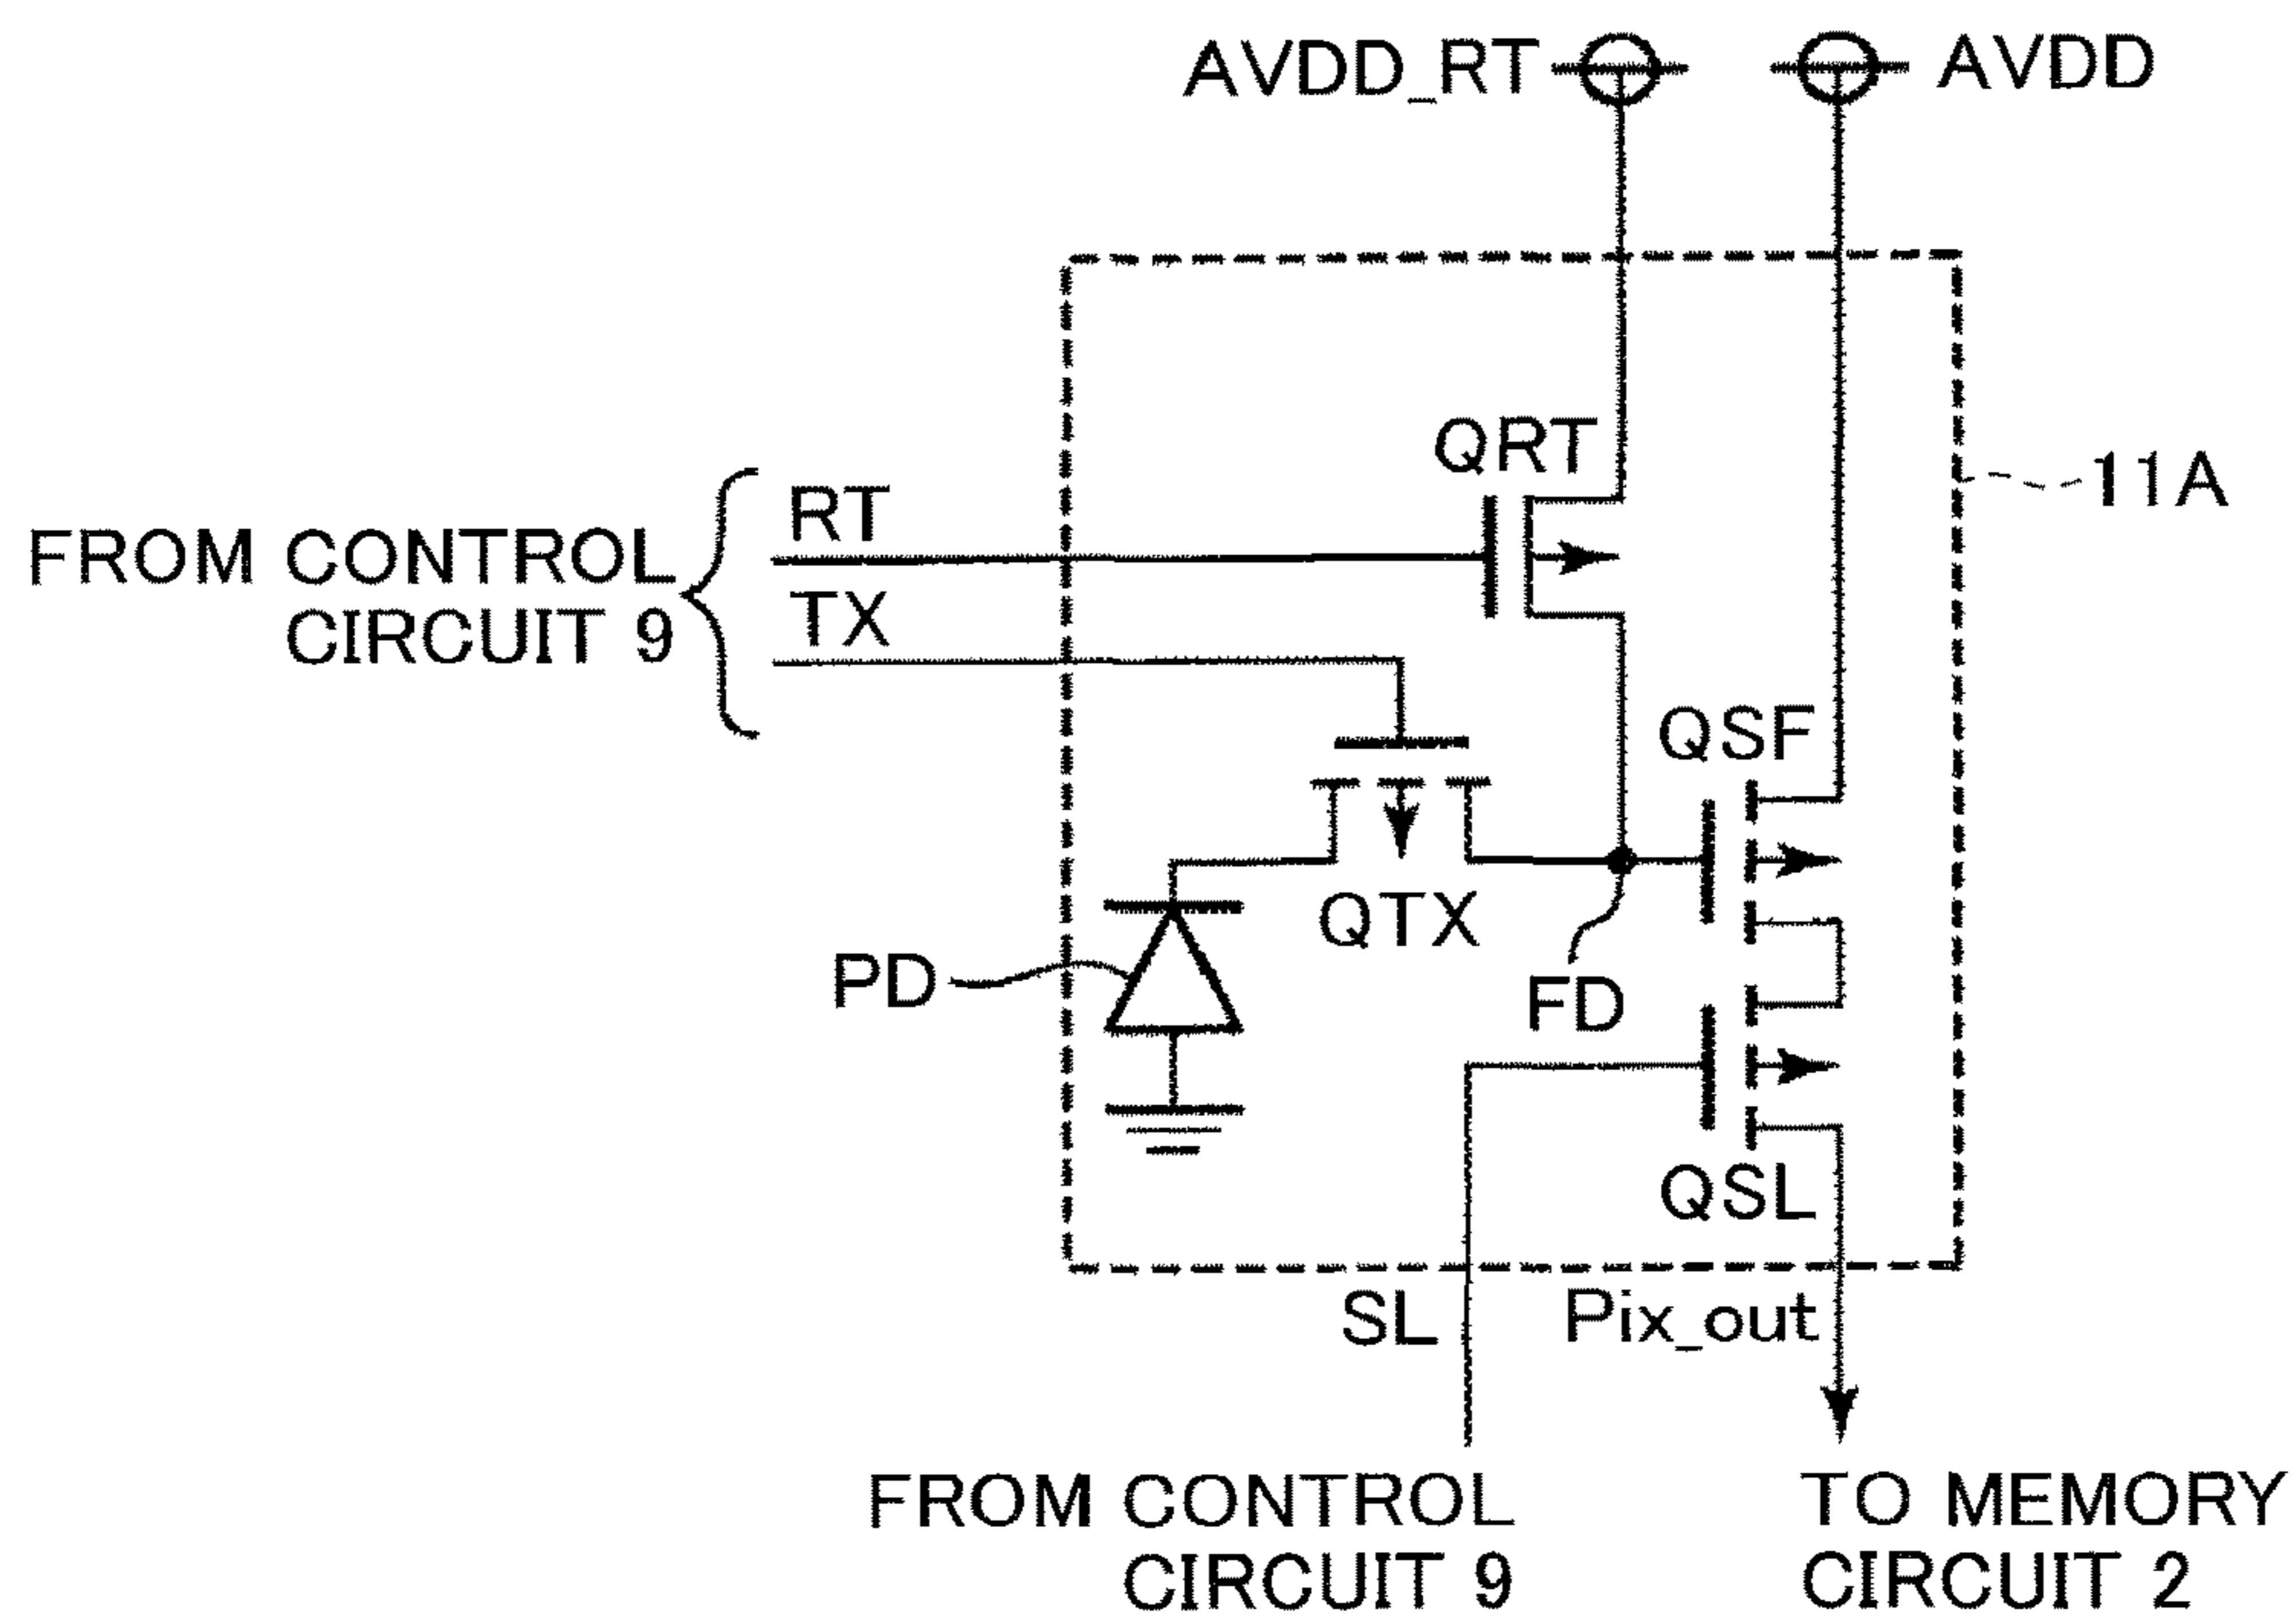 AVDD_RT
AVDD
QRT
11A
RT
FROM CONTROL
CIRCUIT 9
TX
QSF
QTX
PD
FD
QSL
SL
Pix_out
FROM CONTROL
CIRCUIT 9
TO MEMORY
CIRCUIT 2